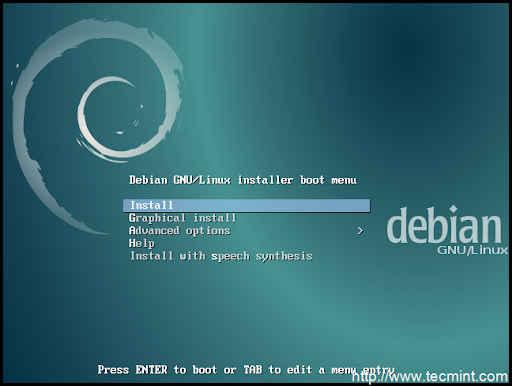 Debian GNU/Linux installer boot menu
Install
Graphical install
Advanced options >
Help
Install with speech synthesis
debian
GNU/Linux
Press ENTER to boot or TAB to edit a menu entry
http://www.tecmint.com